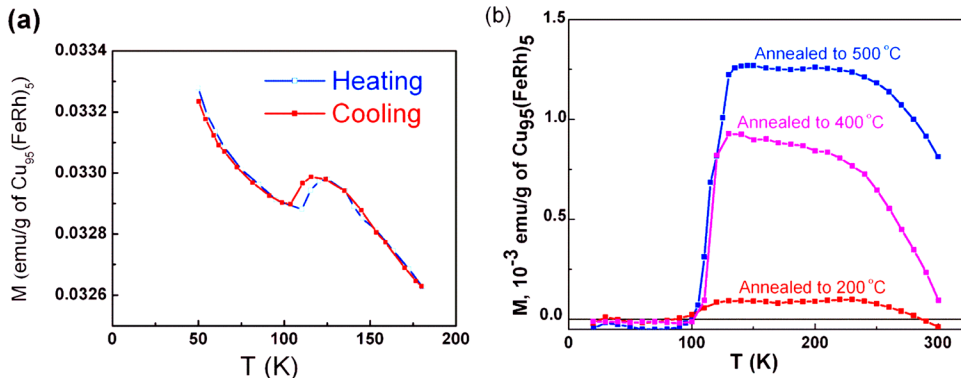 (a)
M (emu/g of Cu₉₅(FeRh)₅)
0.0334
0.0332
0.0330
0.0328
0.0326
Heating
Cooling
0 50 100 150 200
T (K)
(b)
M, 10⁻³ emu/g of Cu₉₅(FeRh)₅
1.5
1.0
0.5
0.0
Annealed to 500°C
Annealed to 400°C
Annealed to 200°C
0 100 200 300
T (K)